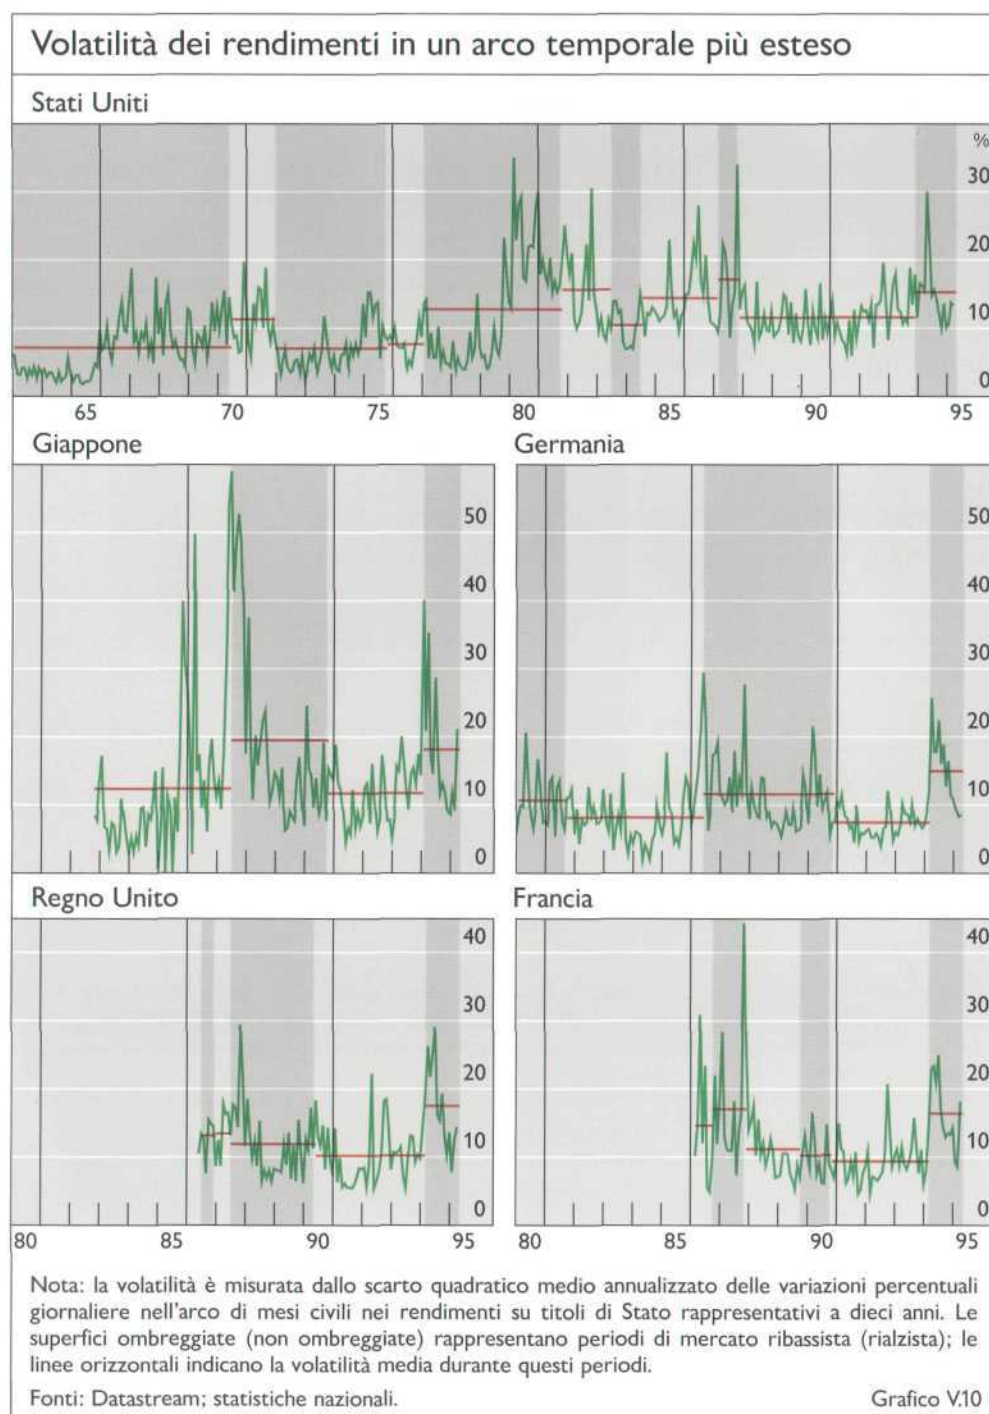 Volatilità dei rendimenti in un arco temporale più esteso
Stati Uniti
%
30
20
10
0
65 70 75 80 85 90 95
Giappone Germania
50 50
40 40
30 30
20 20
10 10
0 0
Regno Unito Francia
40 40
30 30
20 20
10 10
0 0
80 85 90 95 80 85 90 95
Nota: la volatilità è misurata dallo scarto quadratico medio annualizzato delle variazioni percentuali
giornaliere nell'arco di mesi civili nei rendimenti su titoli di Stato rappresentativi a dieci anni. Le
superfici ombreggiate (non ombreggiate) rappresentano periodi di mercato ribassista (rialzista); le
linee orizzontali indicano la volatilità media durante questi periodi.
Fonti: Datastream; statistiche nazionali. Grafico V.10